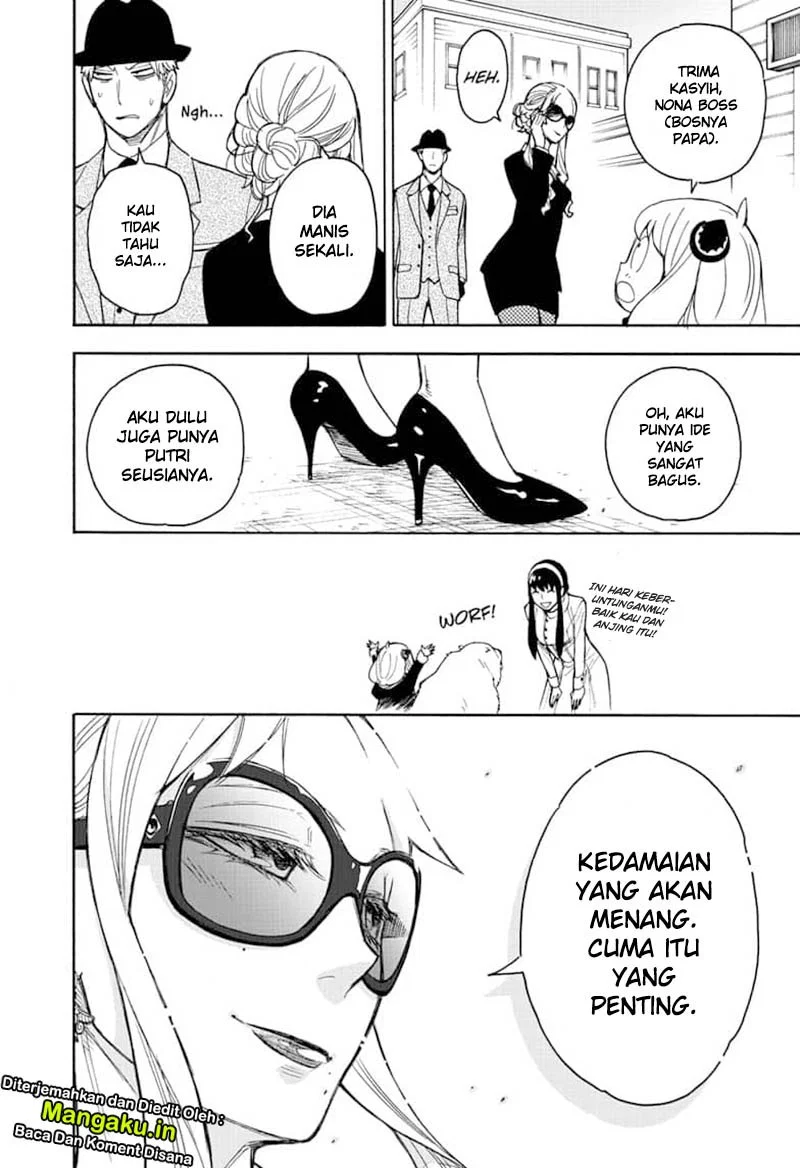 TRIMA
KASYIH,
NONA BOSS
(BOSNYA
PAPA).
HEH.
Ngh...
DIA
MANIS
SEKALI.
KAU
TIDAK
TAHU
SAJA...
OH, AKU
PUNYA IDE
YANG
SANGAT
BAGUS.
AKU DULU
JUGA PUNYA
PUTRI
SEUSIANYA.
INI HARI KEBER-
UNTUNGANMU!
BAIK KAU DAN
ANJING ITU!
WORF!
KEDAMAIAN
YANG AKAN
MENANG.
CUMA ITU
YANG
PENTING.
Diterjemahkan dan Diedit Oleh :
Mangaku.in
Baca Dan Koment Disana